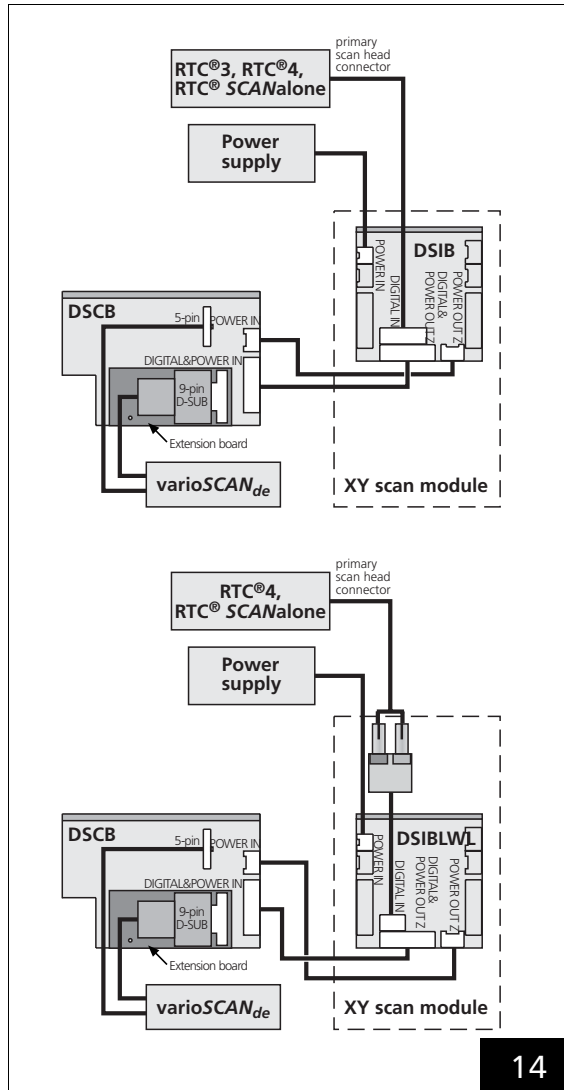 primary
scan head
connector
RTC®3, RTC®4,
RTC® SCANalone
Power
supply
DSIB
POWER IN
DIGITAL IN
DIGITAL&
POWER OUT Z
POWER OUT Z
DSCB
5-pin
POWER IN
DIGITAL&POWER IN
9-pin
D-SUB
Extension board
varioSCANde
XY scan module
primary
scan head
connector
RTC®4,
RTC® SCANalone
Power
supply
DSIBLWL
POWER IN
DIGITAL IN
DIGITAL&
POWER OUT Z
POWER OUT Z
DSCB
5-pin
POWER IN
DIGITAL&POWER IN
9-pin
D-SUB
Extension board
varioSCANde
XY scan module
14